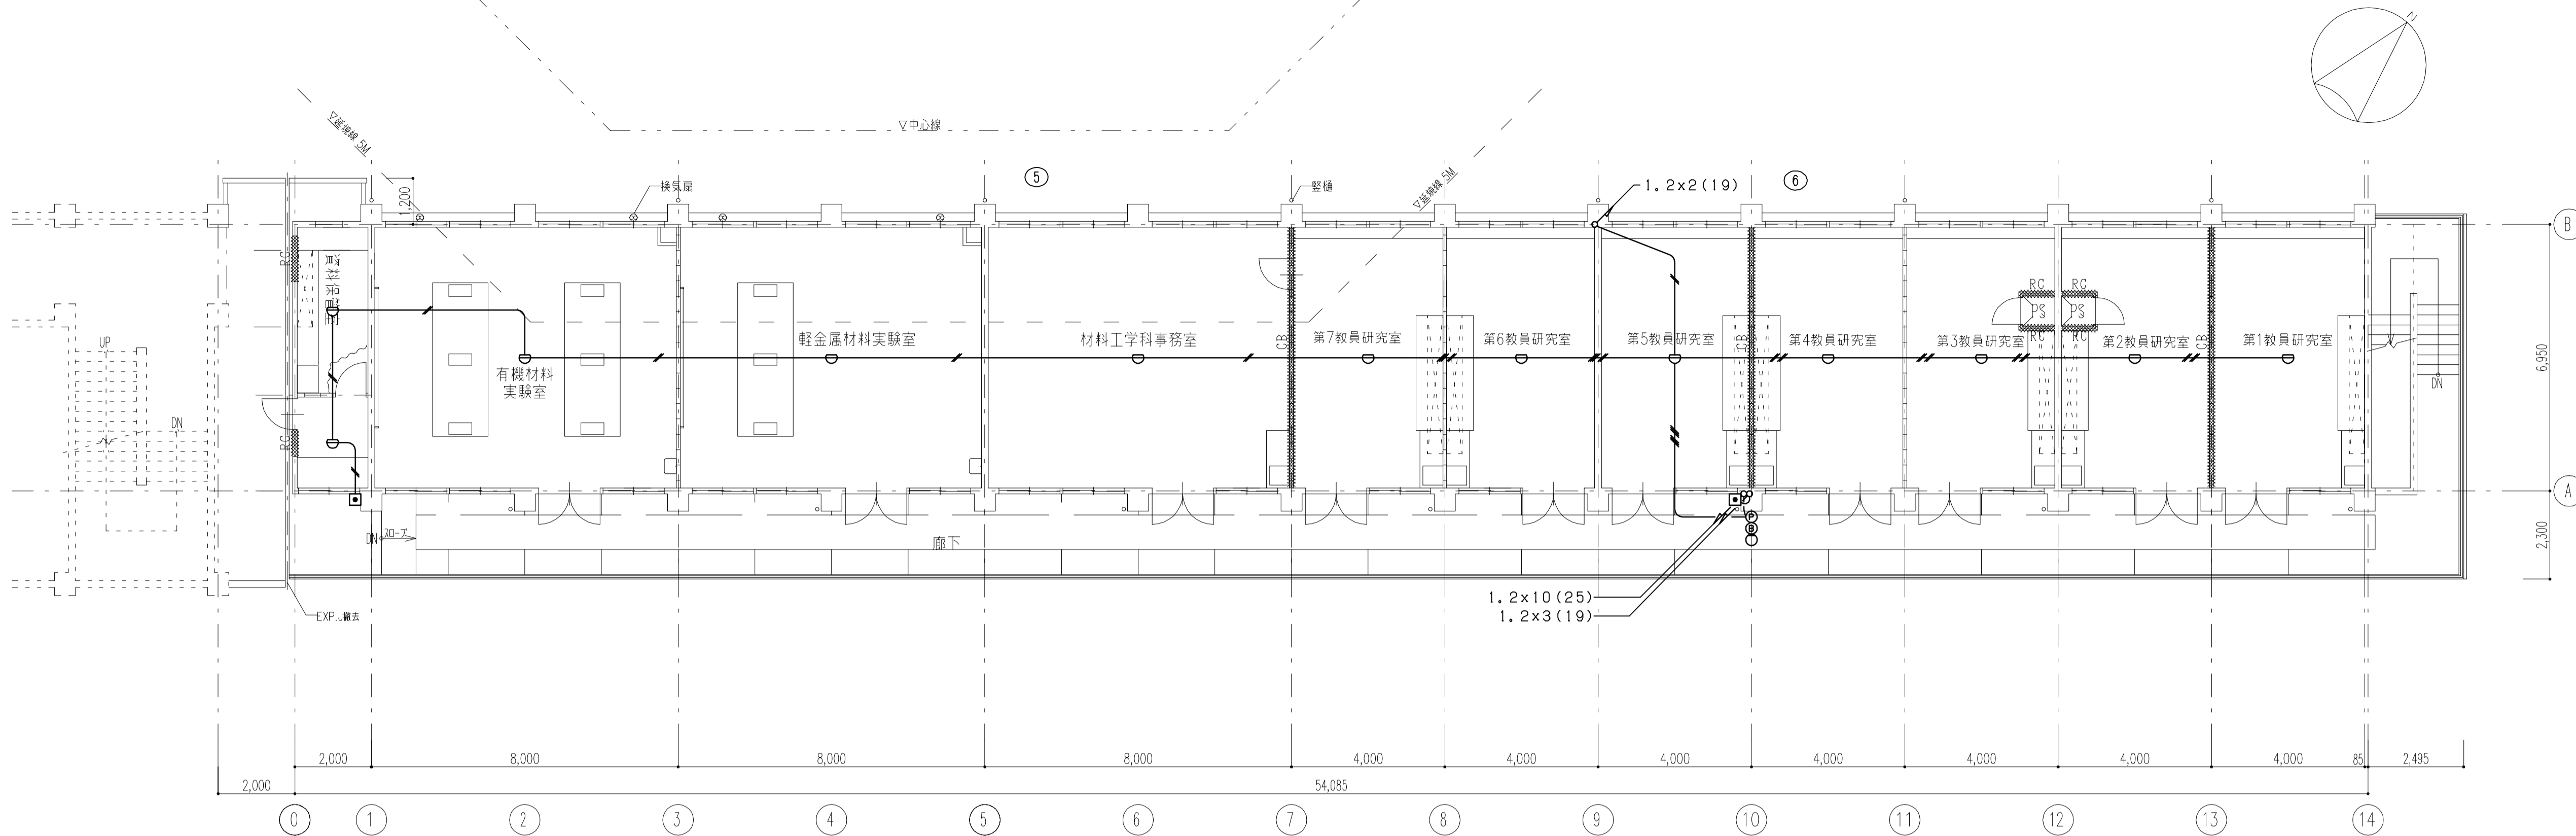 N
▽中心線
▽延焼線 5M
▽延焼線 5M
⑤
⑥
換気扇
竪樋
1,200
1.2x2(19)
B
RC
RC
UP
DN
有機材料
実験室
軽金属材料実験室
材料工学科事務室
CB
第7教員研究室
第6教員研究室
第5教員研究室
CB
第4教員研究室
第3教員研究室
RC
RC
PS
PS
RC
RC
第2教員研究室
CB
第1教員研究室
DN
6,950
A
P
B
DN
スロープ
廊下
2,300
1.2x10(25)
1.2x3(19)
EXP.J撤去
2,000
8,000
8,000
8,000
4,000
4,000
4,000
4,000
4,000
4,000
4,000
85
2,495
2,000
54,085
0
1
2
3
4
5
6
7
8
9
10
11
12
13
14